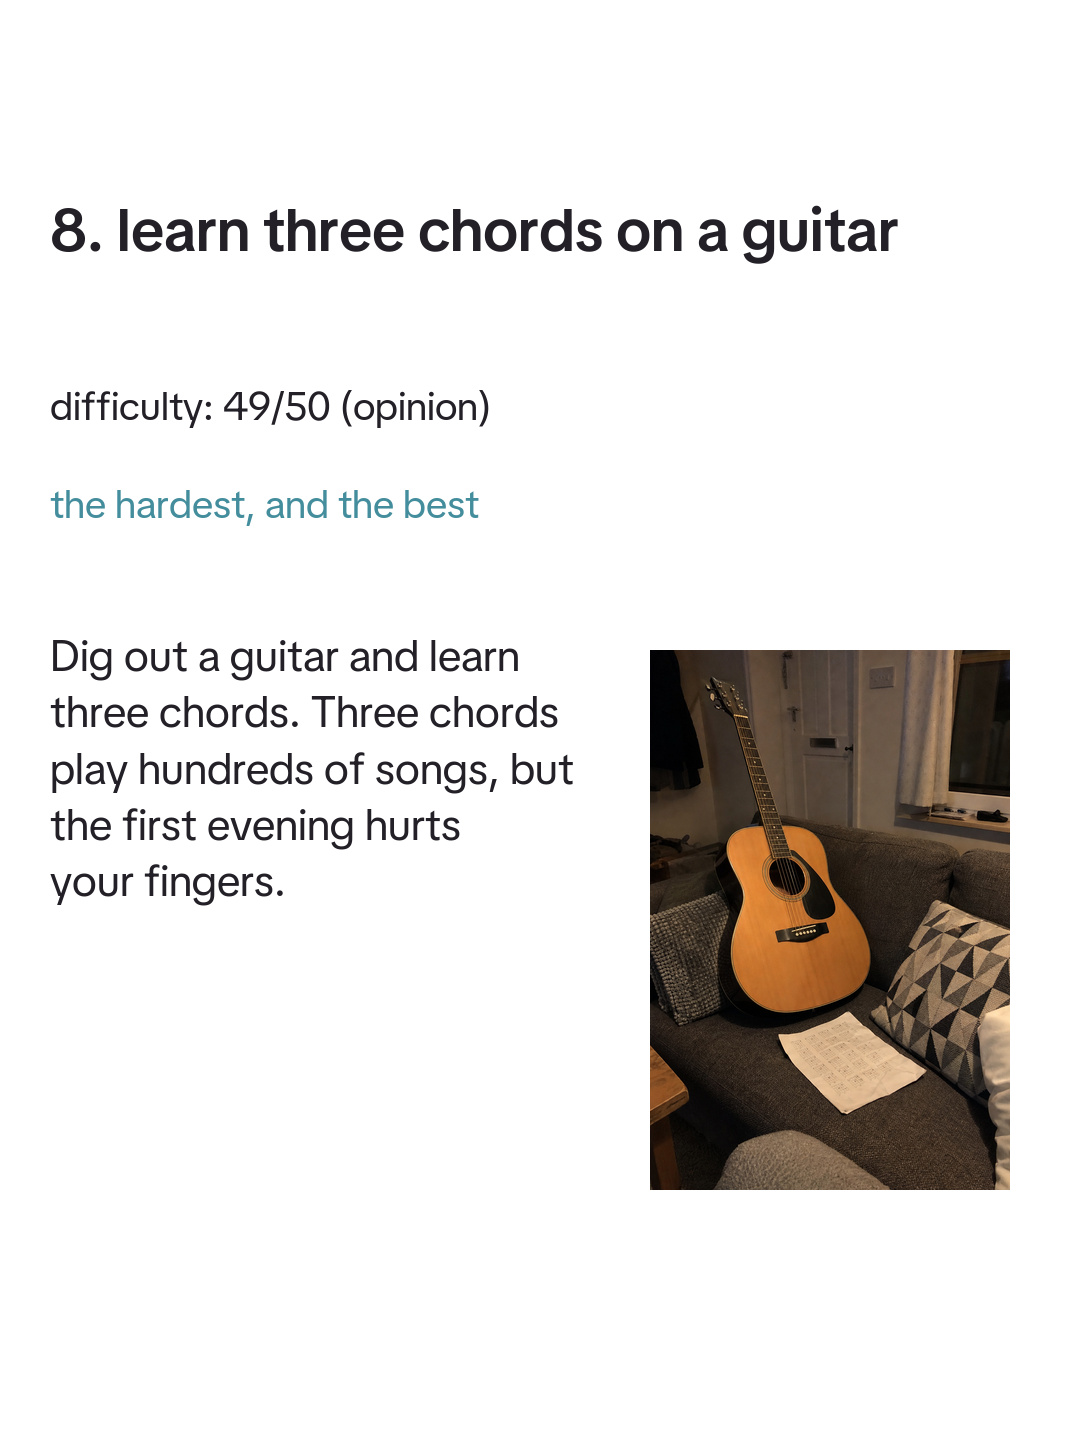 8. learn three chords on a guitar
difficulty: 49/50 (opinion)
the hardest, and the best
Dig out a guitar and learn
three chords. Three chords
play hundreds of songs, but
the first evening hurts
your fingers.